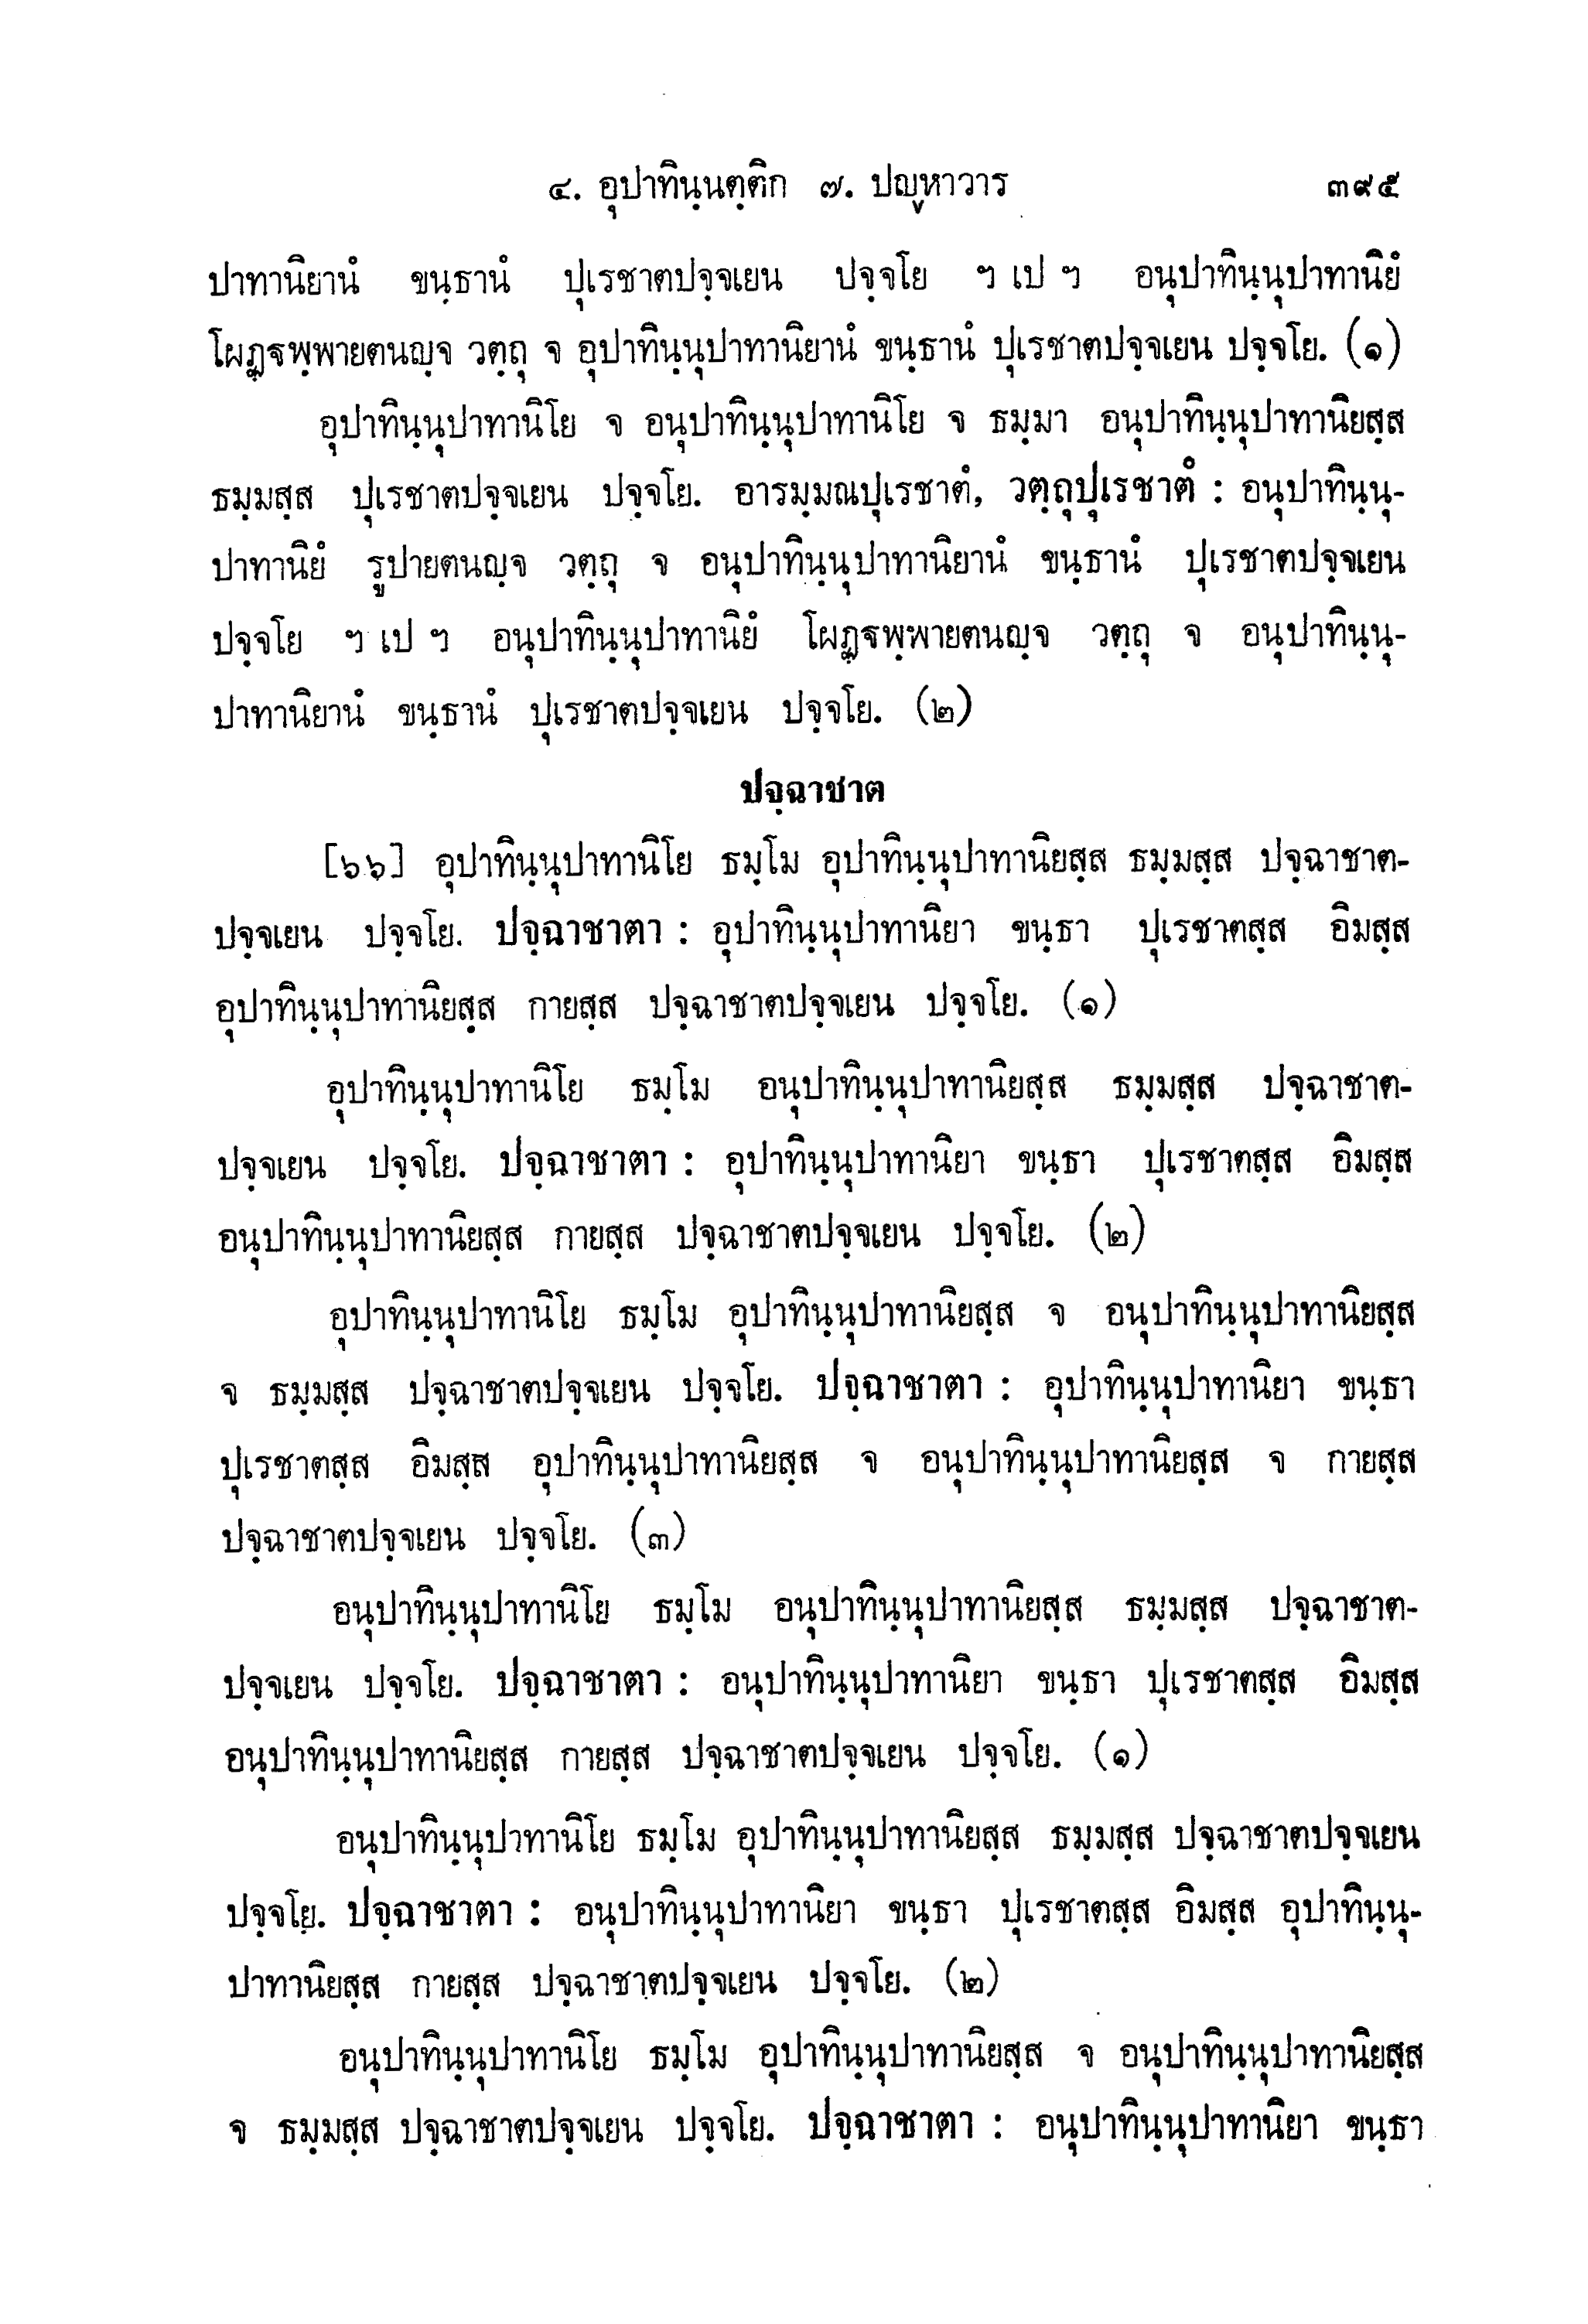 ๔. อุปาทินฺนตฺติก ๗. ปญฺหาวาร ๓๙๕
ปาทานิยานํ ขนฺธานํ ปุเรชาตปจฺจเยน ปจฺจโย ฯ เป ฯ อนุปาทินฺนุปาทานิยํ
โผฏฺฐพฺพายตนญฺจ วตฺถุ จ อุปาทินฺนุปาทานิยานํ ขนฺธานํ ปุเรชาตปจฺจเยน ปจฺจโย. (๑)
อุปาทินฺนุปาทานิโย จ อนุปาทินฺนุปาทานิโย จ ธมฺมา อนุปาทินฺนุปาทานิยสฺส
ธมฺมสฺส ปุเรชาตปจฺจเยน ปจฺจโย. อารมฺมณปุเรชาตํ, วตฺถุปุเรชาตํ : อนุปาทินฺนุ-
ปาทานิยํ รูปายตนญฺจ วตฺถุ จ อนุปาทินฺนุปาทานิยานํ ขนฺธานํ ปุเรชาตปจฺจเยน
ปจฺจโย ฯ เป ฯ อนุปาทินฺนุปาทานิยํ โผฏฺฐพฺพายตนญฺจ วตฺถุ จ อนุปาทินฺนุ-
ปาทานิยานํ ขนฺธานํ ปุเรชาตปจฺจเยน ปจฺจโย. (๒)
ปจฺฉาชาต
[๖๖] อุปาทินฺนุปาทานิโย ธมฺโม อุปาทินฺนุปาทานิยสฺส ธมฺมสฺส ปจฺฉาชาต-
ปจฺจเยน ปจฺจโย. ปจฺฉาชาตา : อุปาทินฺนุปาทานิยา ขนฺธา ปุเรชาตสฺส อิมสฺส
อุปาทินฺนุปาทานิยสฺส กายสฺส ปจฺฉาชาตปจฺจเยน ปจฺจโย. (๑)
อุปาทินฺนุปาทานิโย ธมฺโม อนุปาทินฺนุปาทานิยสฺส ธมฺมสฺส ปจฺฉาชาต-
ปจฺจเยน ปจฺจโย. ปจฺฉาชาตา : อุปาทินฺนุปาทานิยา ขนฺธา ปุเรชาตสฺส อิมสฺส
อนุปาทินฺนุปาทานิยสฺส กายสฺส ปจฺฉาชาตปจฺจเยน ปจฺจโย. (๒)
อุปาทินฺนุปาทานิโย ธมฺโม อุปาทินฺนุปาทานิยสฺส จ อนุปาทินฺนุปาทานิยสฺส
จ ธมฺมสฺส ปจฺฉาชาตปจฺจเยน ปจฺจโย. ปจฺฉาชาตา : อุปาทินฺนุปาทานิยา ขนฺธา
ปุเรชาตสฺส อิมสฺส อุปาทินฺนุปาทานิยสฺส จ อนุปาทินฺนุปาทานิยสฺส จ กายสฺส
ปจฺฉาชาตปจฺจเยน ปจฺจโย. (๓)
อนุปาทินฺนุปาทานิโย ธมฺโม อนุปาทินฺนุปาทานิยสฺส ธมฺมสฺส ปจฺฉาชาต-
ปจฺจเยน ปจฺจโย. ปจฺฉาชาตา : อนุปาทินฺนุปาทานิยา ขนฺธา ปุเรชาตสฺส อิมสฺส
อนุปาทินฺนุปาทานิยสฺส กายสฺส ปจฺฉาชาตปจฺจเยน ปจฺจโย. (๑)
อนุปาทินฺนุปาทานิโย ธมฺโม อุปาทินฺนุปาทานิยสฺส ธมฺมสฺส ปจฺฉาชาตปจฺจเยน
ปจฺจโย. ปจฺฉาชาตา : อนุปาทินฺนุปาทานิยา ขนฺธา ปุเรชาตสฺส อิมสฺส อุปาทินฺนุ-
ปาทานิยสฺส กายสฺส ปจฺฉาชาตปจฺจเยน ปจฺจโย. (๒)
อนุปาทินฺนุปาทานิโย ธมฺโม อุปาทินฺนุปาทานิยสฺส จ อนุปาทินฺนุปาทานิยสฺส
จ ธมฺมสฺส ปจฺฉาชาตปจฺจเยน ปจฺจโย. ปจฺฉาชาตา : อนุปาทินฺนุปาทานิยา ขนฺธา